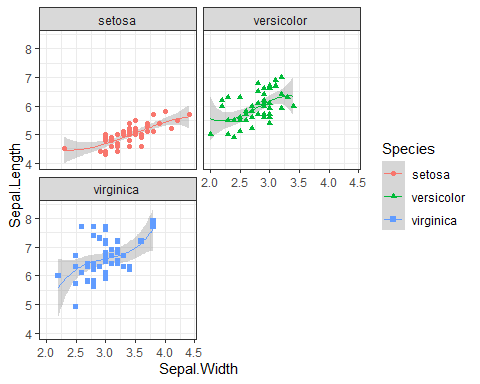 setosa
versicolor
8
7
6
5
4
2.0 2.5 3.0 3.5 4.0 4.5
virginica
8
7
6
5
4
2.0 2.5 3.0 3.5 4.0 4.5
Sepal.Width
Sepal.Length
Species
setosa
versicolor
virginica